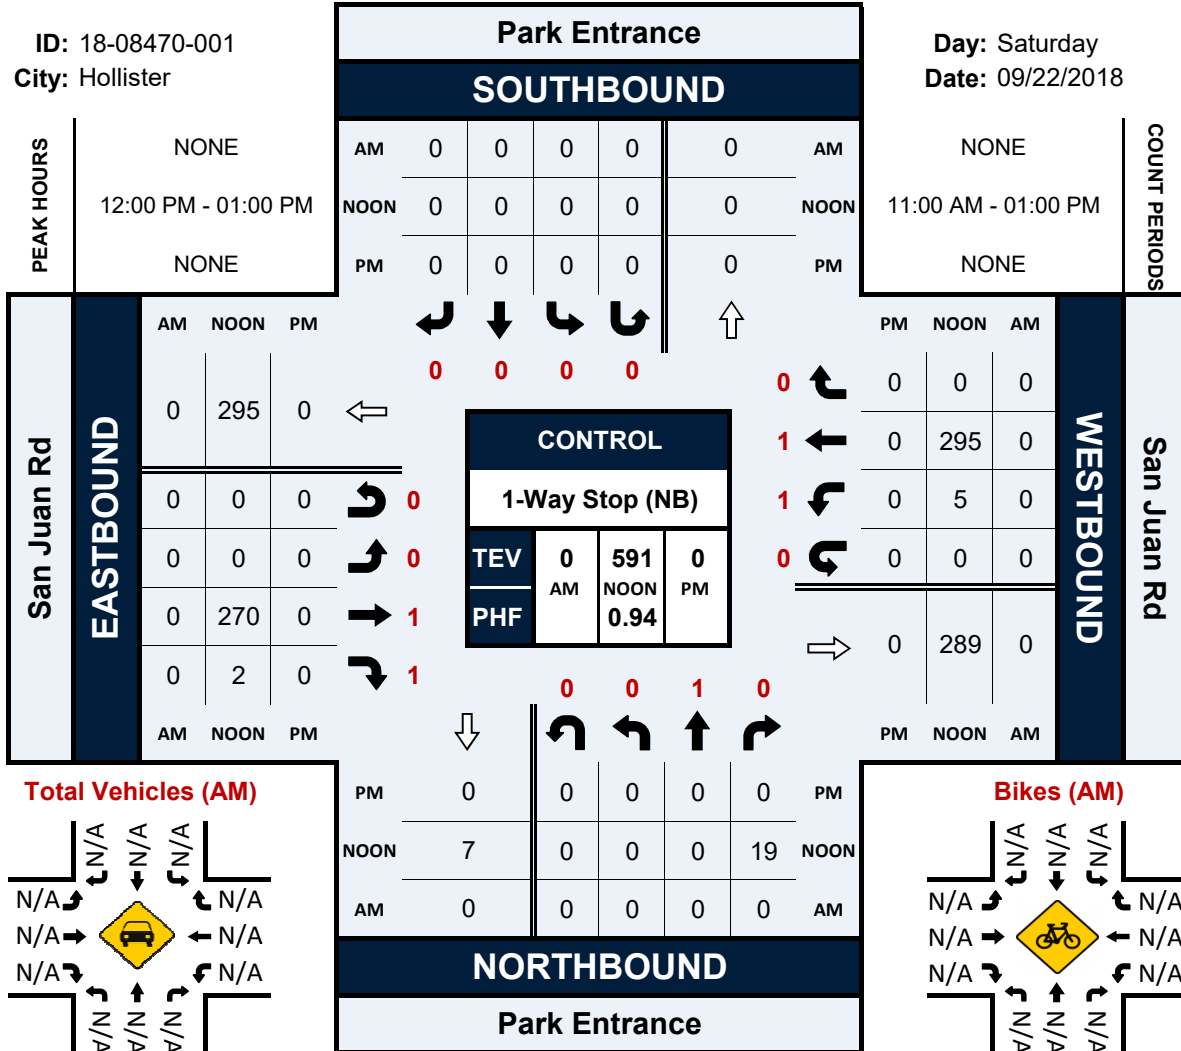 ID: 18-08470-001
City: Hollister
Park Entrance
SOUTHBOUND
Day: Saturday
Date: 09/22/2018
PEAK HOURS
NONE
12:00 PM - 01:00 PM
NONE
AM 0 0 0 0 0 AM
NOON 0 0 0 0 0 NOON
PM 0 0 0 0 0 PM
NONE
11:00 AM - 01:00 PM
NONE
COUNT PERIODS
0 0 0 0
San Juan Rd
EASTBOUND
AM NOON PM
0 295 0
0 0 0 0
0 0 0 0
0 270 0 1
0 2 0 1
AM NOON PM
CONTROL
1-Way Stop (NB)
TEV 0 591 0
AM NOON PM
PHF 0.94
PM NOON AM
0 0 0 0
1 0 295 0
1 0 5 0
0 0 0 0
0 289 0
PM NOON AM
WESTBOUND
San Juan Rd
0 0 1 0
PM 0 0 0 0 0 PM
NOON 7 0 0 0 19 NOON
AM 0 0 0 0 0 AM
NORTHBOUND
Park Entrance
Total Vehicles (AM)
N/A N/A N/A
N/A N/A
N/A N/A
N/A N/A
N/A N/A N/A
Bikes (AM)
N/A N/A N/A
N/A N/A
N/A N/A
N/A N/A
N/A N/A N/A